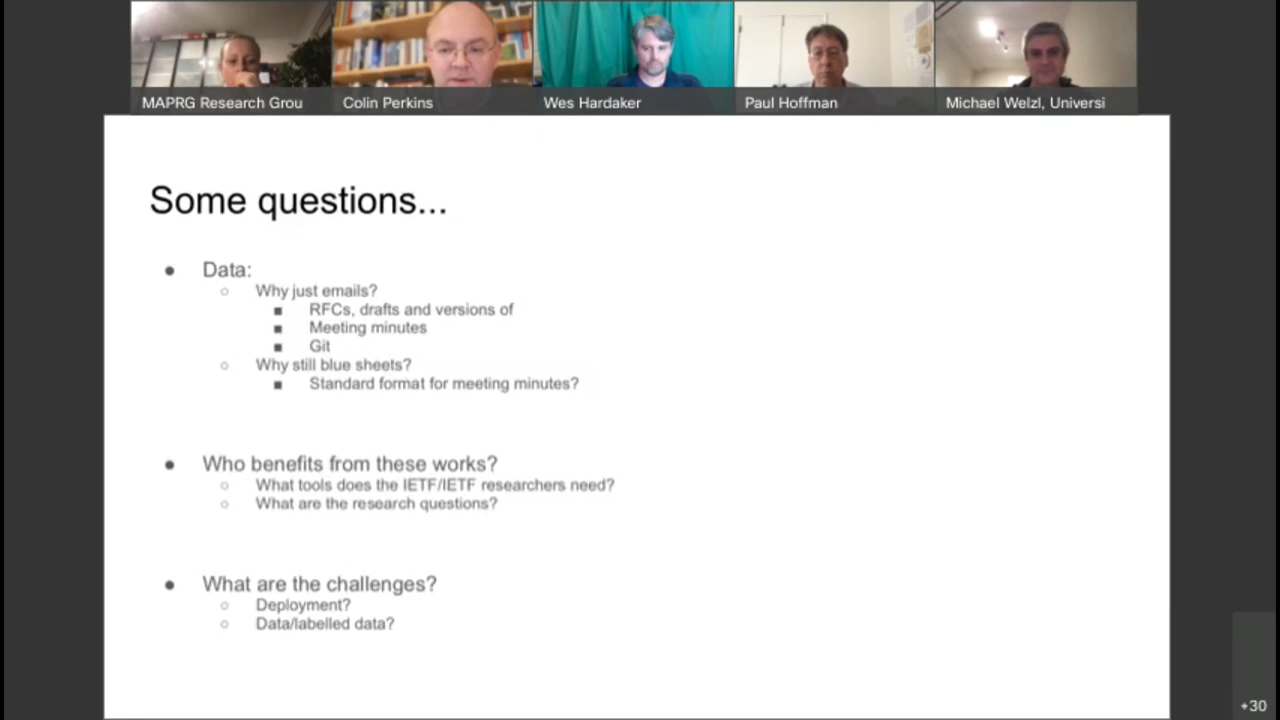 MAPRG Research Grou
Colin Perkins
Wes Hardaker
Paul Hoffman
Michael Welzl, Universi
Some questions...
● Data:
○ Why just emails?
■ RFCs, drafts and versions of
■ Meeting minutes
■ Git
○ Why still blue sheets?
■ Standard format for meeting minutes?
● Who benefits from these works?
○ What tools does the IETF/IETF researchers need?
○ What are the research questions?
● What are the challenges?
○ Deployment?
○ Data/labelled data?
+30